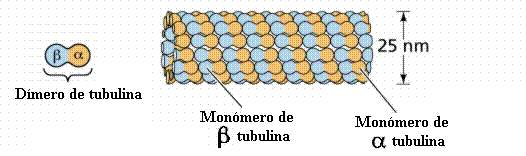 β α
Dímero de tubulina
25 nm
Monómero de
β tubulina
Monómero de
α tubulina